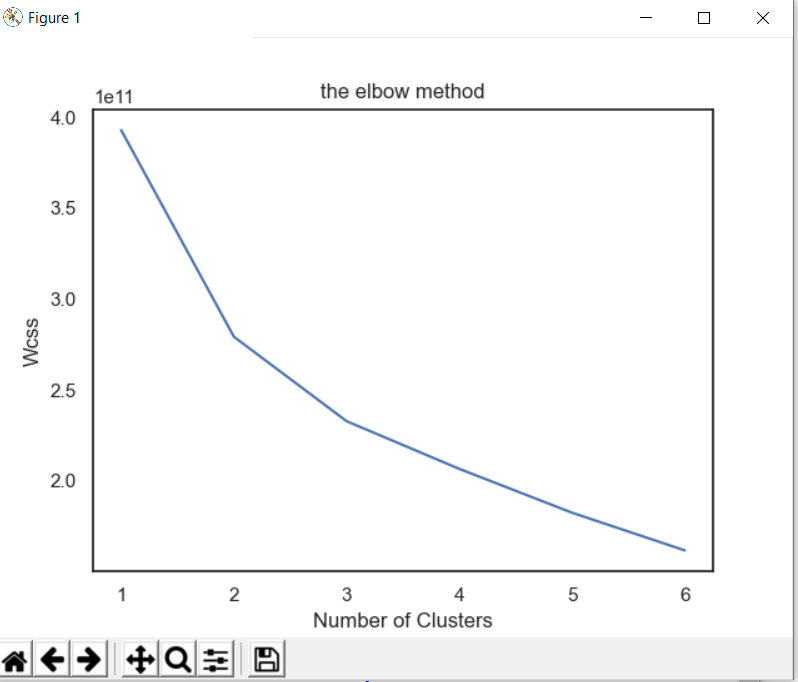 Figure 1
the elbow method
1e11
4.0
3.5
3.0
2.5
2.0
Wcss
1 2 3 4 5 6
Number of Clusters